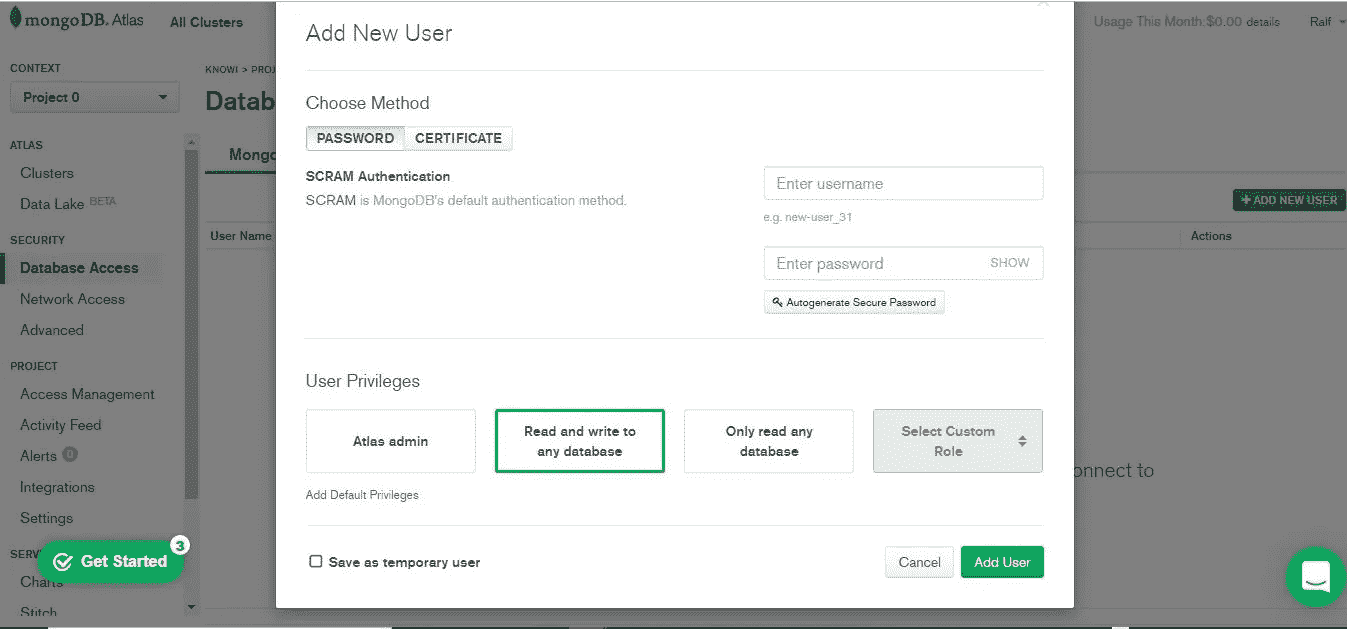 mongoDB. Atlas
All Clusters
Usage This Month:$0.00 details
Ralf
CONTEXT
Project 0
ATLAS
Clusters
Data Lake BETA
SECURITY
Database Access
Network Access
Advanced
PROJECT
Access Management
Activity Feed
Alerts 0
Integrations
Settings
SERV
Charts
Stitch
Get Started
3
KNOWI > PROJ
Datab
Mongo
User Name
+ ADD NEW USER
Actions
onnect to
Add New User
Choose Method
PASSWORD CERTIFICATE
SCRAM Authentication
SCRAM is MongoDB's default authentication method.
Enter username
e.g. new-user_31
Enter password SHOW
Autogenerate Secure Password
User Privileges
Atlas admin
Read and write to
any database
Only read any
database
Select Custom
Role
Add Default Privileges
Save as temporary user
Cancel
Add User